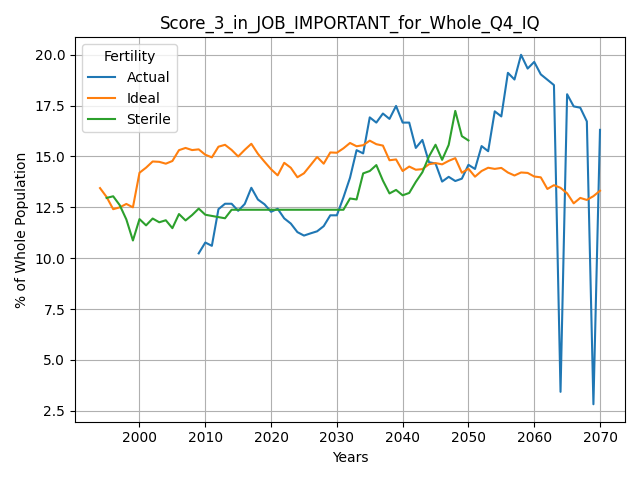 Score_3_in_JOB_IMPORTANT_for_Whole_Q4_IQ
Fertility
Actual
Ideal
Sterile
% of Whole Population
20.0
17.5
15.0
12.5
10.0
7.5
5.0
2.5
2000 2010 2020 2030 2040 2050 2060 2070
Years